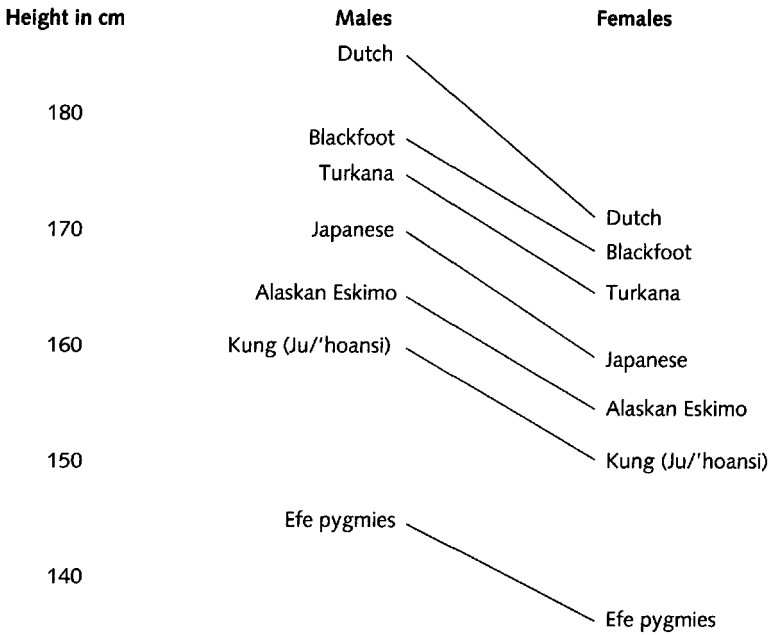 Height in cm Males Females
Dutch
180
Blackfoot
Turkana
Dutch
170 Japanese
Blackfoot
Alaskan Eskimo Turkana
160 Kung (Ju/'hoansi)
Japanese
Alaskan Eskimo
150 Kung (Ju/'hoansi)
Efe pygmies
140
Efe pygmies